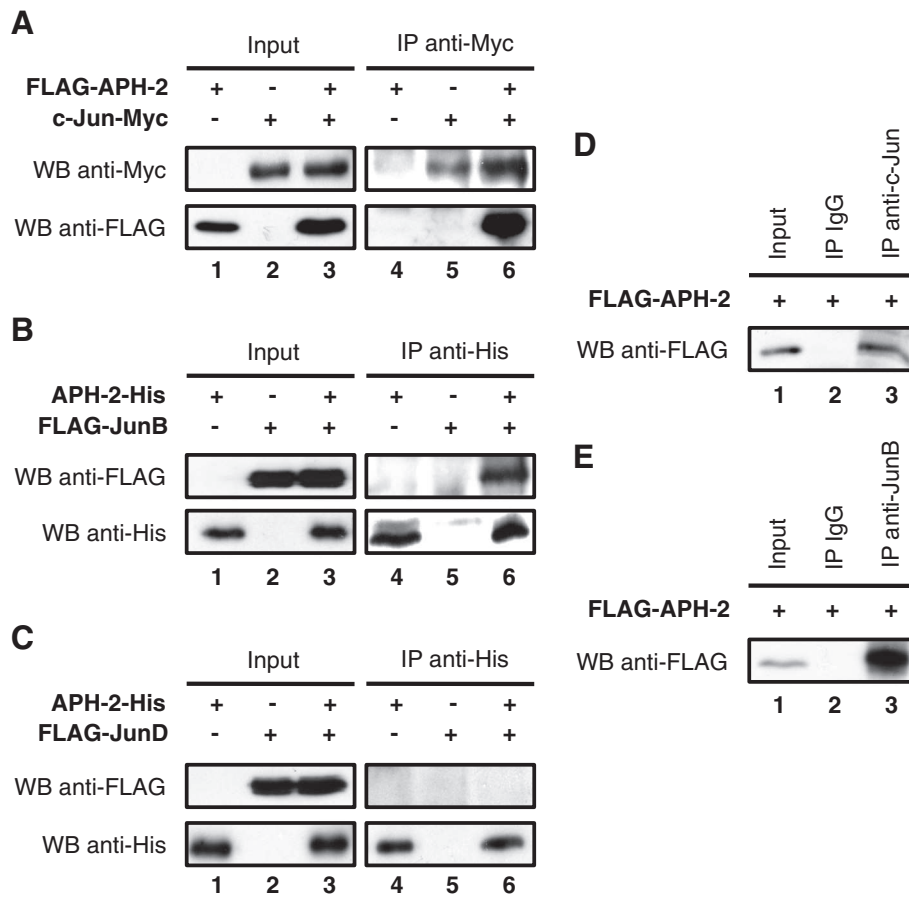 A
Input IP anti-Myc
FLAG-APH-2 + - + + - +
c-Jun-Myc - + + - + +
WB anti-Myc
WB anti-FLAG
1 2 3 4 5 6
B
Input IP anti-His
APH-2-His + - + + - +
FLAG-JunB - + + - + +
WB anti-FLAG
WB anti-His
1 2 3 4 5 6
C
Input IP anti-His
APH-2-His + - + + - +
FLAG-JunD - + + - + +
WB anti-FLAG
WB anti-His
1 2 3 4 5 6
D
Input IP IgG IP anti-c-Jun
FLAG-APH-2 + + +
WB anti-FLAG
1 2 3
E
Input IP IgG IP anti-JunB
FLAG-APH-2 + + +
WB anti-FLAG
1 2 3